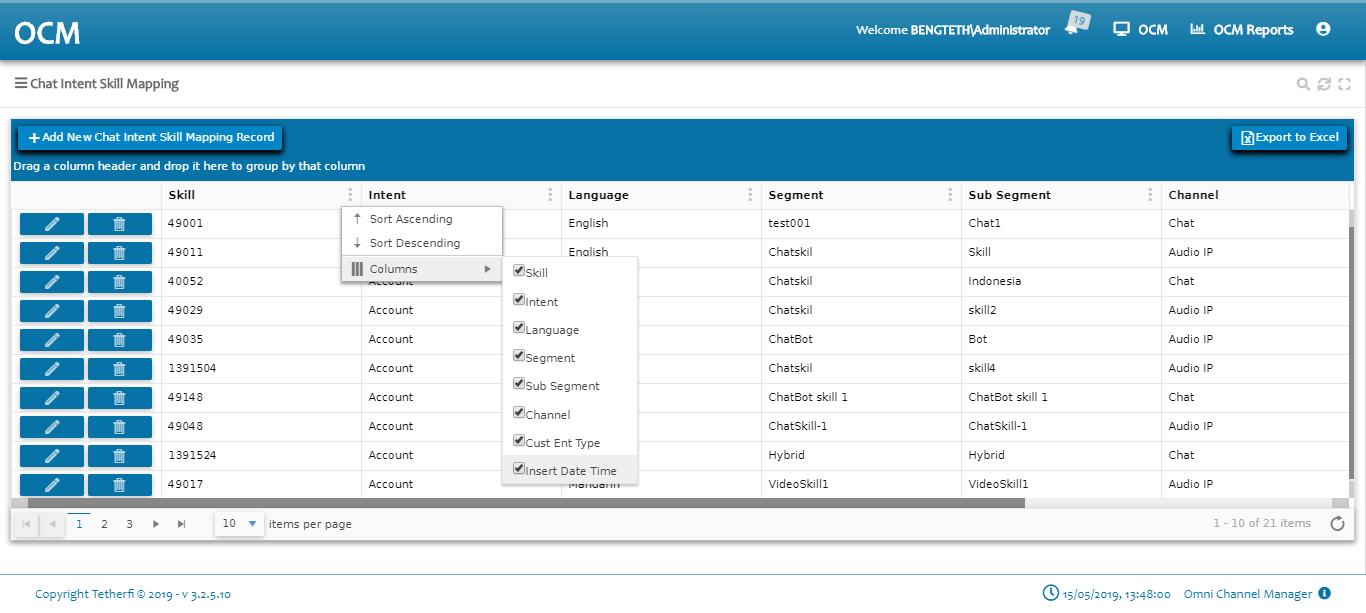 OCM
Welcome BENGTETH\Administrator 19 OCM OCM Reports
Chat Intent Skill Mapping
Add New Chat Intent Skill Mapping Record Export to Excel
Drag a column header and drop it here to group by that column
Skill Intent Language Segment Sub Segment Channel
49001 English test001 Chat1 Chat
49011 English Chatskil Skill Audio IP
40052 Account Chatskil Indonesia Chat
49029 Account Chatskil skill2 Audio IP
49035 Account ChatBot Bot Audio IP
1391504 Account Chatskil skill4 Audio IP
49148 Account ChatBot skill 1 ChatBot skill 1 Chat
49048 Account ChatSkill-1 ChatSkill-1 Audio IP
1391524 Account Hybrid Hybrid Chat
49017 Account Mandarin VideoSkill1 VideoSkill1 Audio IP
Sort Ascending
Sort Descending
Columns
Skill
Intent
Language
Segment
Sub Segment
Channel
Cust Ent Type
Insert Date Time
1 2 3 10 items per page 1 - 10 of 21 items
Copyright Tetherfi © 2019 - v 3.2.5.10 15/05/2019, 13:48:00 Omni Channel Manager